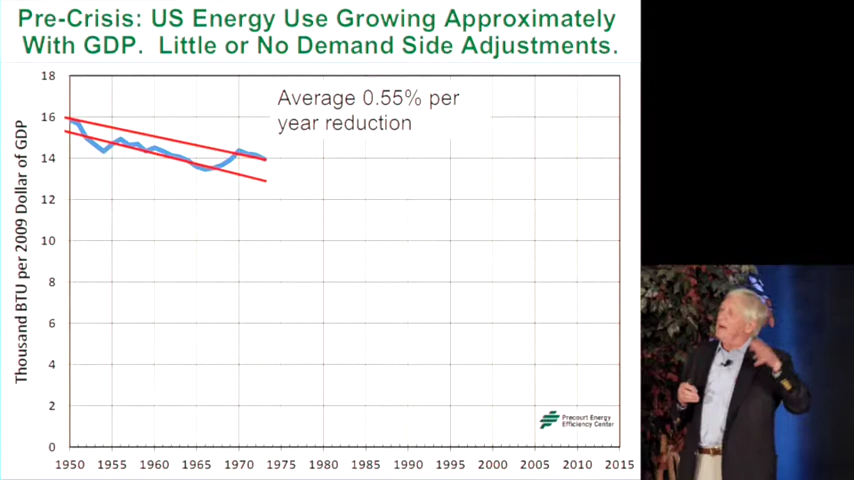 Pre-Crisis: US Energy Use Growing Approximately
With GDP. Little or No Demand Side Adjustments.
Average 0.55% per
year reduction
Thousand BTU per 2009 Dollar of GDP
18
16
14
12
10
8
6
4
2
0
1950 1955 1960 1965 1970 1975 1980 1985 1990 1995 2000 2005 2010 2015
Precourt Energy
Efficiency Center